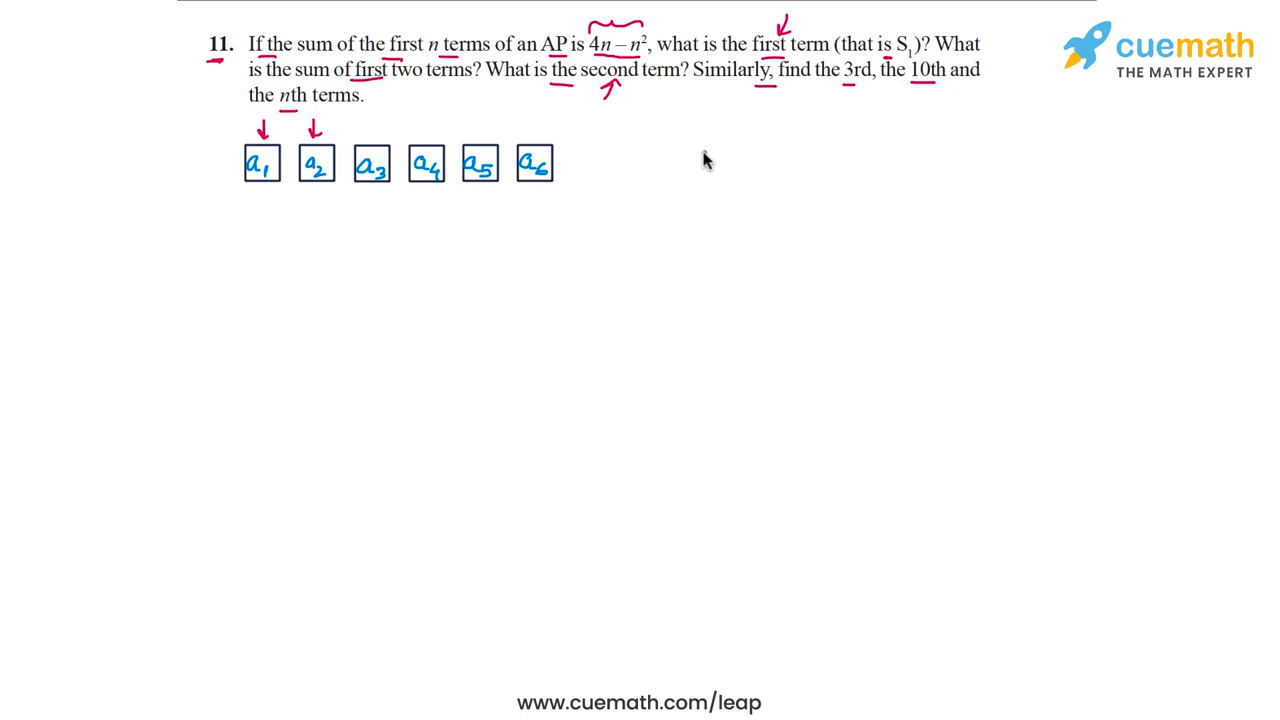 11. If the sum of the first n terms of an AP is 4n – n², what is the first term (that is S₁)? What
is the sum of first two terms? What is the second term? Similarly, find the 3rd, the 10th and
the nth terms.
a₁ a₂ a₃ a₄ a₅ a₆
cuemath
THE MATH EXPERT
www.cuemath.com/leap